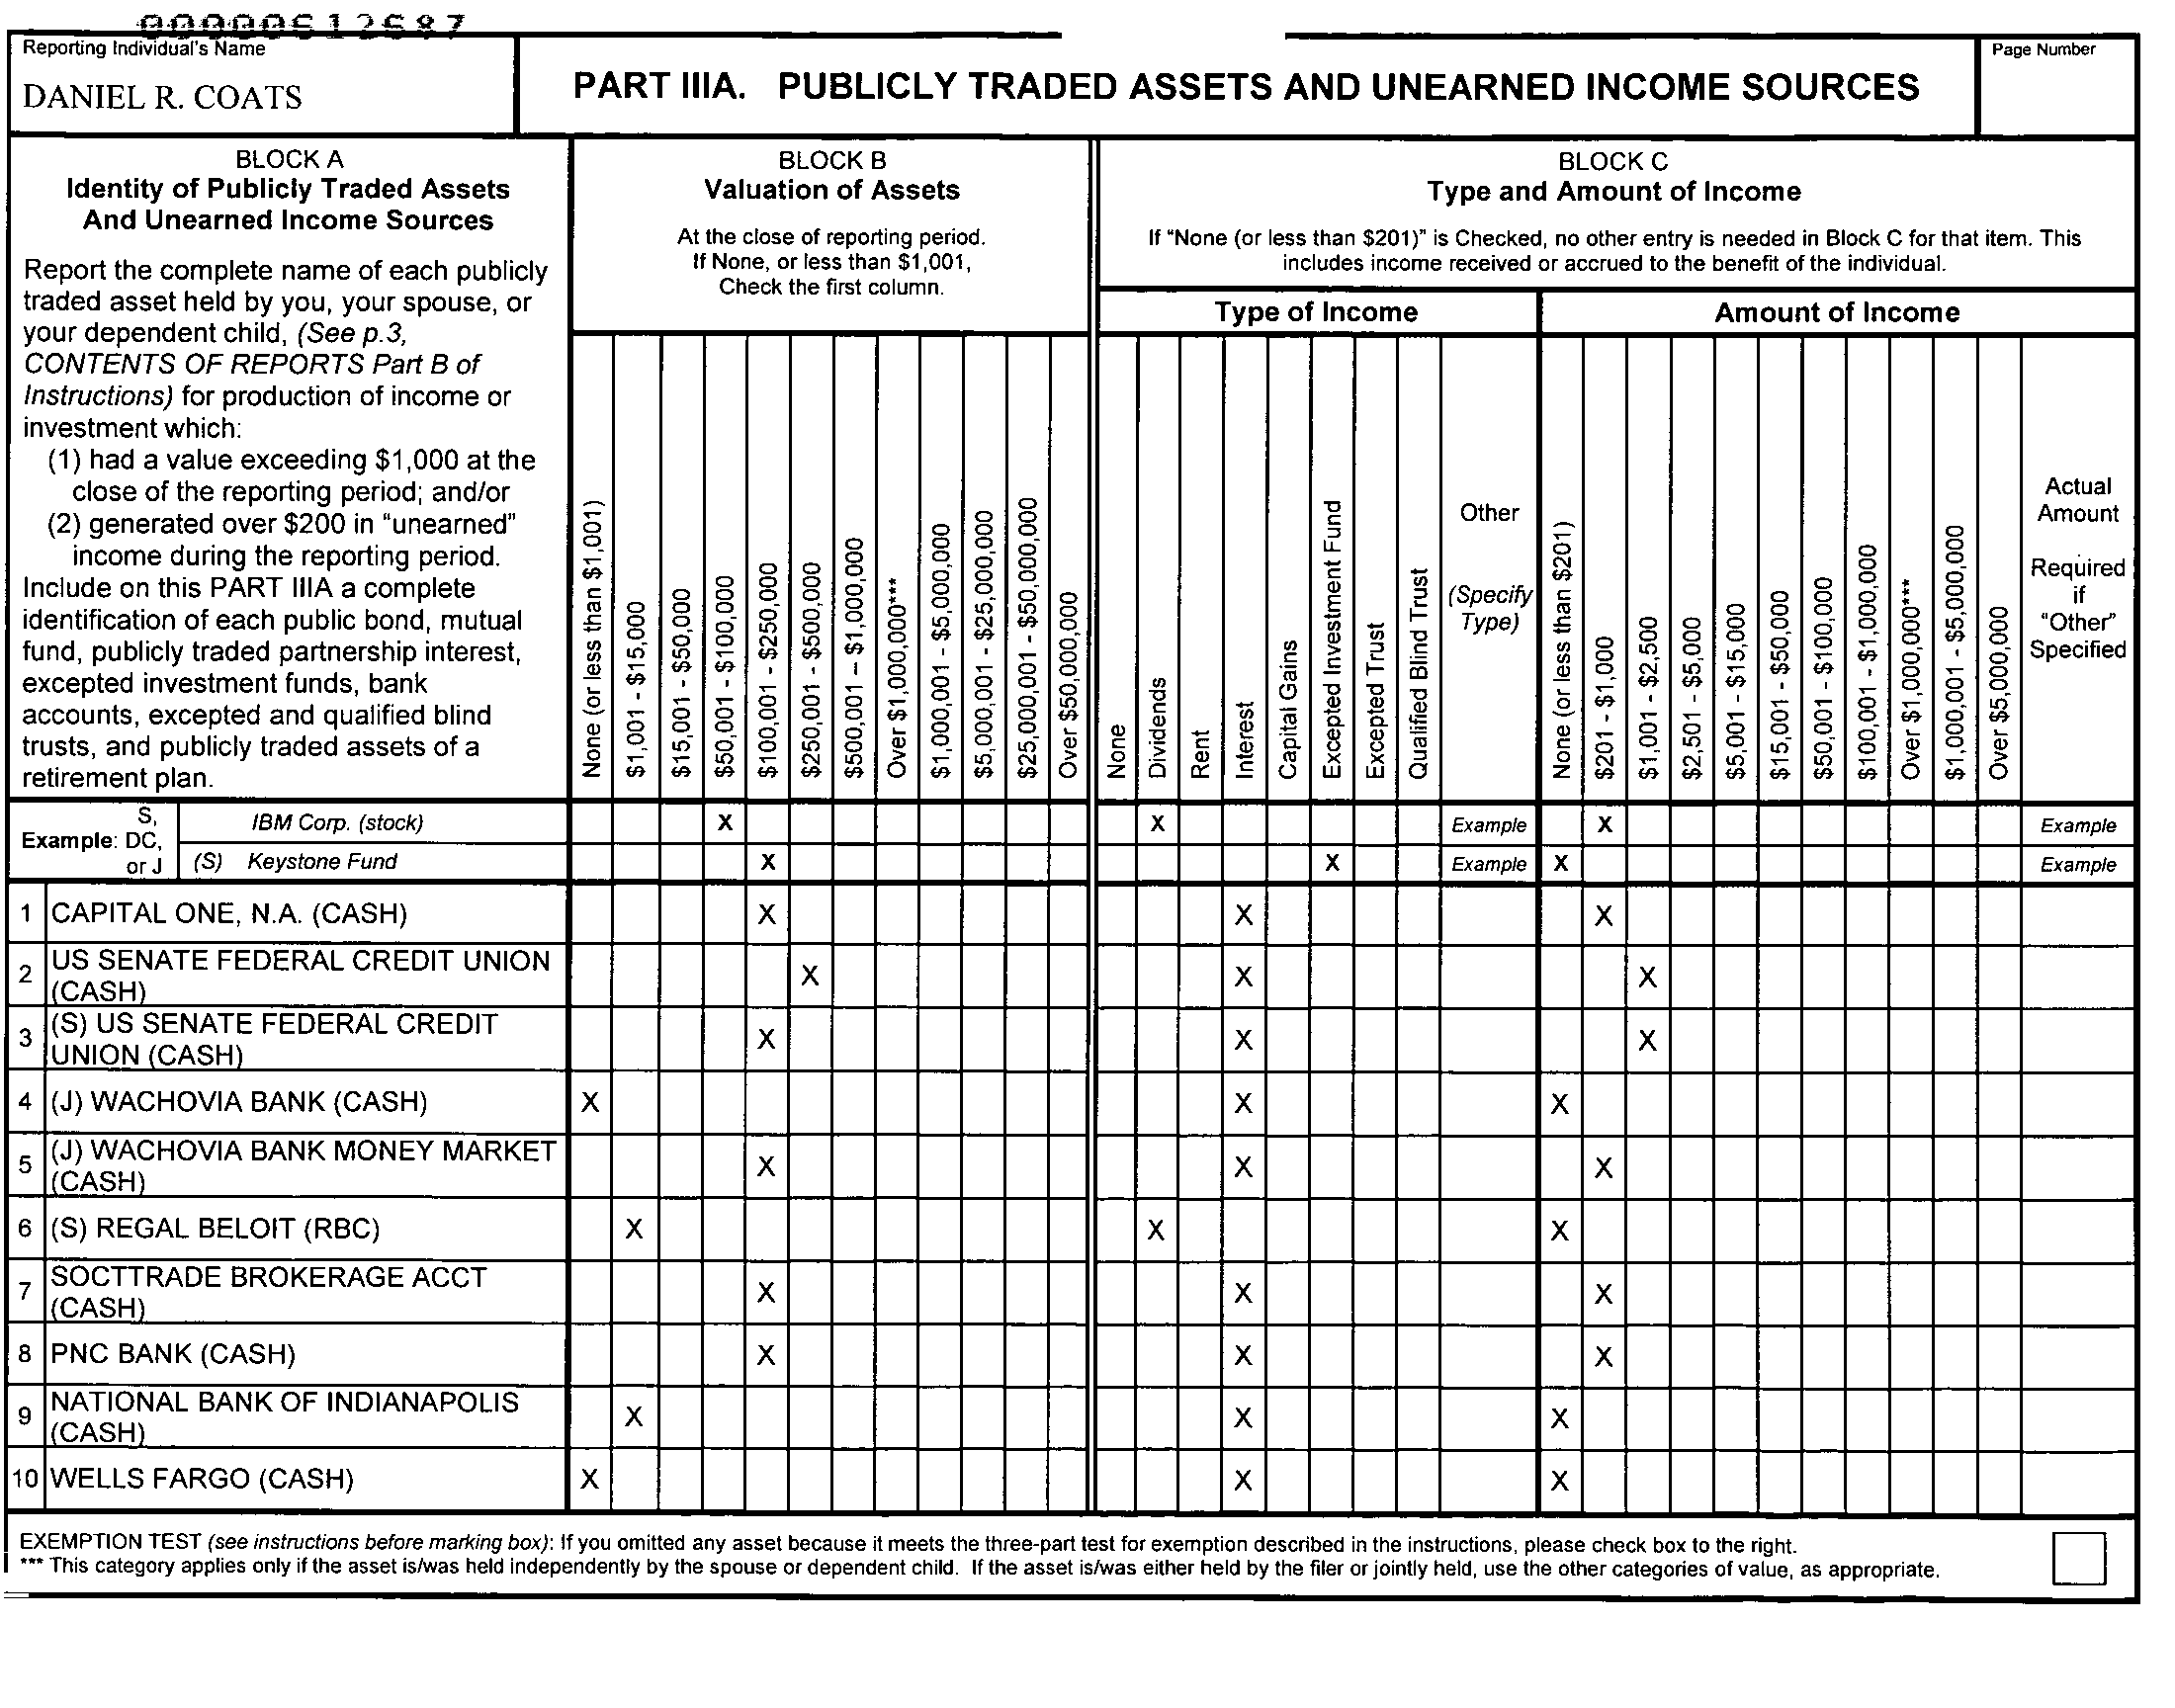 00000612687
Reporting Individual's Name
DANIEL R. COATS
PART IIIA. PUBLICLY TRADED ASSETS AND UNEARNED INCOME SOURCES
Page Number
BLOCK A
Identity of Publicly Traded Assets
And Unearned Income Sources
Report the complete name of each publicly
traded asset held by you, your spouse, or
your dependent child, (See p.3,
CONTENTS OF REPORTS Part B of
Instructions) for production of income or
investment which:
(1) had a value exceeding $1,000 at the
close of the reporting period; and/or
(2) generated over $200 in "unearned"
income during the reporting period.
Include on this PART IIIA a complete
identification of each public bond, mutual
fund, publicly traded partnership interest,
excepted investment funds, bank
accounts, excepted and qualified blind
trusts, and publicly traded assets of a
retirement plan.
BLOCK B
Valuation of Assets
At the close of reporting period.
If None, or less than $1,001,
Check the first column.
None (or less than $1,001)
$1,001 - $15,000
$15,001 - $50,000
$50,001 - $100,000
$100,001 - $250,000
$250,001 - $500,000
$500,001 – $1,000,000
Over $1,000,000***
$1,000,001 - $5,000,000
$5,000,001 - $25,000,000
$25,000,001 - $50,000,000
Over $50,000,000
BLOCK C
Type and Amount of Income
If "None (or less than $201)" is Checked, no other entry is needed in Block C for that item. This
includes income received or accrued to the benefit of the individual.
Type of Income
None
Dividends
Rent
Interest
Capital Gains
Excepted Investment Fund
Excepted Trust
Qualified Blind Trust
Other
(Specify
Type)
Amount of Income
None (or less than $201)
$201 - $1,000
$1,001 - $2,500
$2,501 - $5,000
$5,001 - $15,000
$15,001 - $50,000
$50,001 - $100,000
$100,001 - $1,000,000
Over $1,000,000***
$1,000,001 - $5,000,000
Over $5,000,000
Actual
Amount
Required
if
"Other"
Specified
Example: S, DC, or J
IBM Corp. (stock) X X Example X Example
(S) Keystone Fund X X Example X Example
1 CAPITAL ONE, N.A. (CASH) X X X
2 US SENATE FEDERAL CREDIT UNION
(CASH) X X X
3 (S) US SENATE FEDERAL CREDIT
UNION (CASH) X X X
4 (J) WACHOVIA BANK (CASH) X X X
5 (J) WACHOVIA BANK MONEY MARKET
(CASH) X X X
6 (S) REGAL BELOIT (RBC) X X X
7 SOCTTRADE BROKERAGE ACCT
(CASH) X X X
8 PNC BANK (CASH) X X X
9 NATIONAL BANK OF INDIANAPOLIS
(CASH) X X X
10 WELLS FARGO (CASH) X X X
EXEMPTION TEST (see instructions before marking box): If you omitted any asset because it meets the three-part test for exemption described in the instructions, please check box to the right.
*** This category applies only if the asset is/was held independently by the spouse or dependent child. If the asset is/was either held by the filer or jointly held, use the other categories of value, as appropriate.